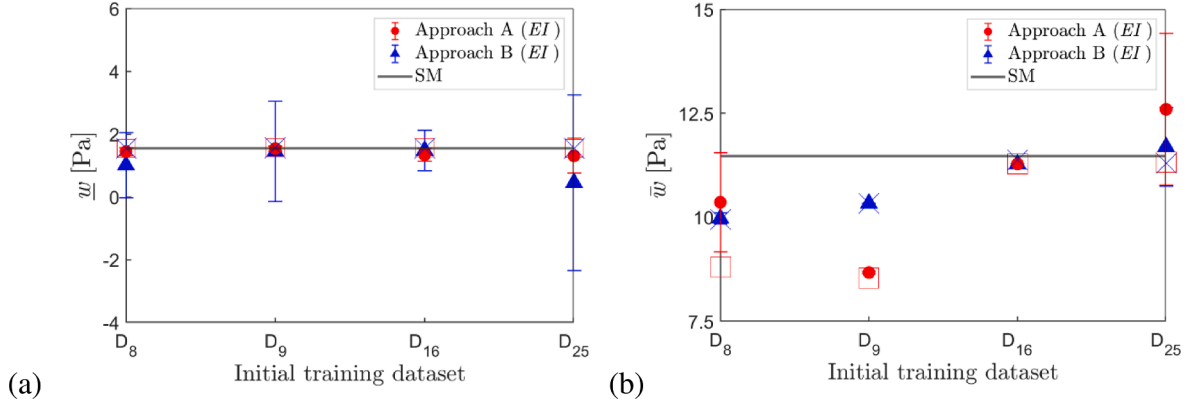 6
4
2
0
-2
-4
w [Pa]
Approach A (EI)
Approach B (EI)
SM
D8
D9
D16
D25
Initial training dataset
(a)
15
12.5
10
7.5
w̄ [Pa]
Approach A (EI)
Approach B (EI)
SM
D8
D9
D16
D25
Initial training dataset
(b)